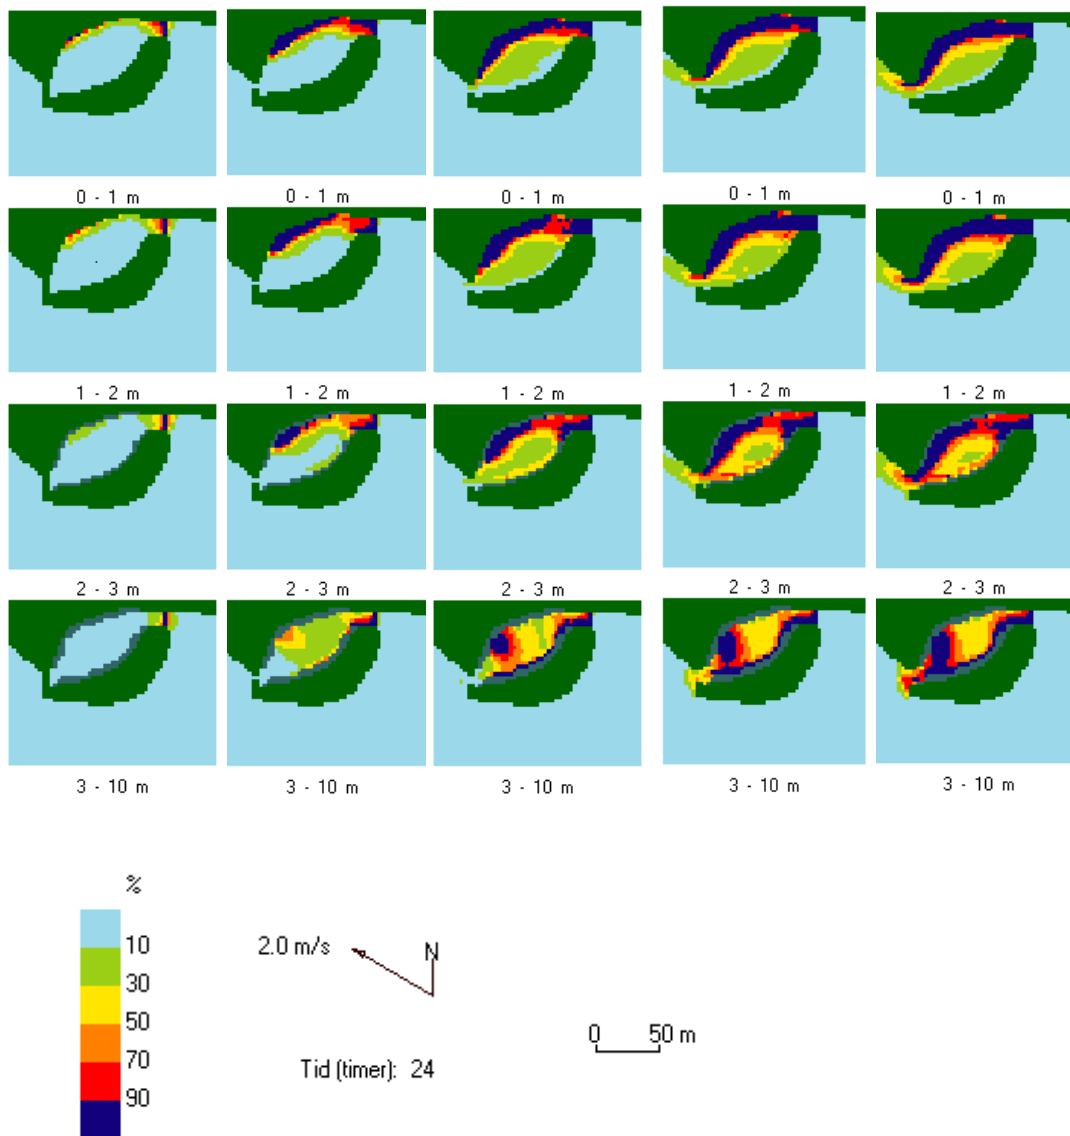 0 - 1 m 0 - 1 m 0 - 1 m 0 - 1 m 0 - 1 m
1 - 2 m 1 - 2 m 1 - 2 m 1 - 2 m 1 - 2 m
2 - 3 m 2 - 3 m 2 - 3 m 2 - 3 m 2 - 3 m
3 - 10 m 3 - 10 m 3 - 10 m 3 - 10 m 3 - 10 m
%
10
30
50
70
90
2.0 m/s
N
Tid (timer): 24
0 50 m